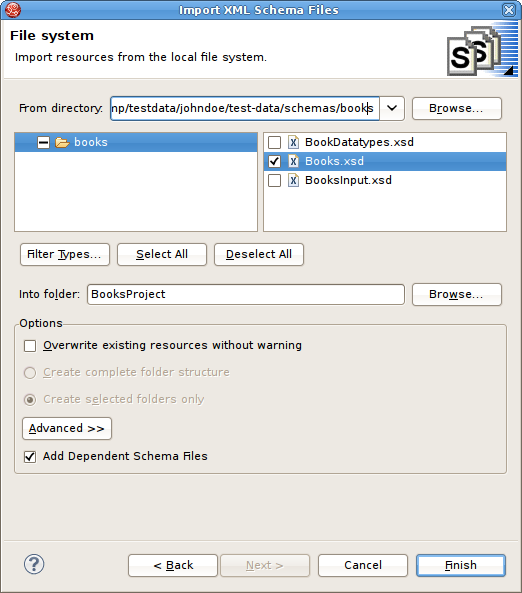 Import XML Schema Files
File system
Import resources from the local file system.
From directory: np/testdata/johndoe/test-data/schemas/books Browse...
books
BookDatatypes.xsd
Books.xsd
BooksInput.xsd
Filter Types... Select All Deselect All
Into folder: BooksProject Browse...
Options
Overwrite existing resources without warning
Create complete folder structure
Create selected folders only
Advanced >>
Add Dependent Schema Files
? < Back Next > Cancel Finish